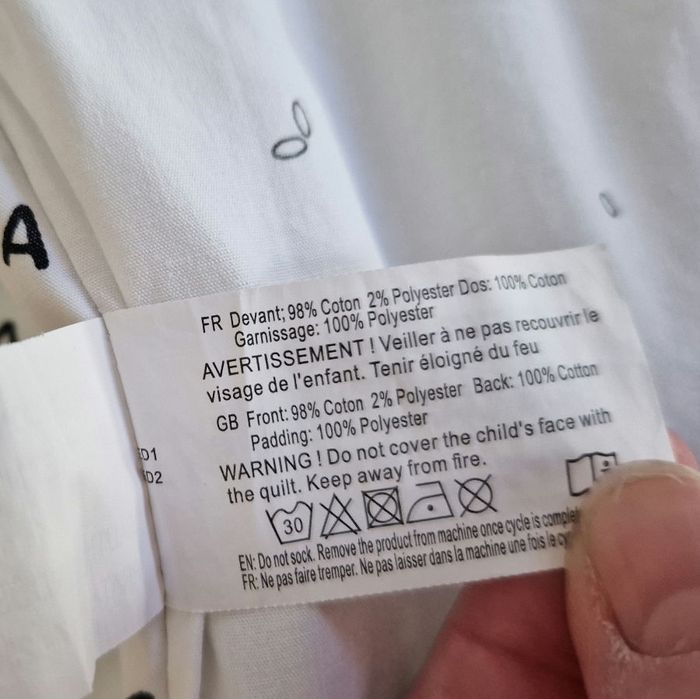 A
FR Devant; 98% Coton 2% Polyester Dos: 100% Coton
Garnissage: 100% Polyester
AVERTISSEMENT ! Veiller à ne pas recouvrir le
visage de l'enfant. Tenir éloigné du feu
GB Front: 98% Coton 2% Polyester Back: 100% Cotton
Padding: 100% Polyester
WARNING ! Do not cover the child's face with
the quilt. Keep away from fire.
D1
D2
30
EN: Do not sock. Remove the product from machine once cycle is
FR: Ne pas faire tremper. Ne pas laisser dans la machine une fois le